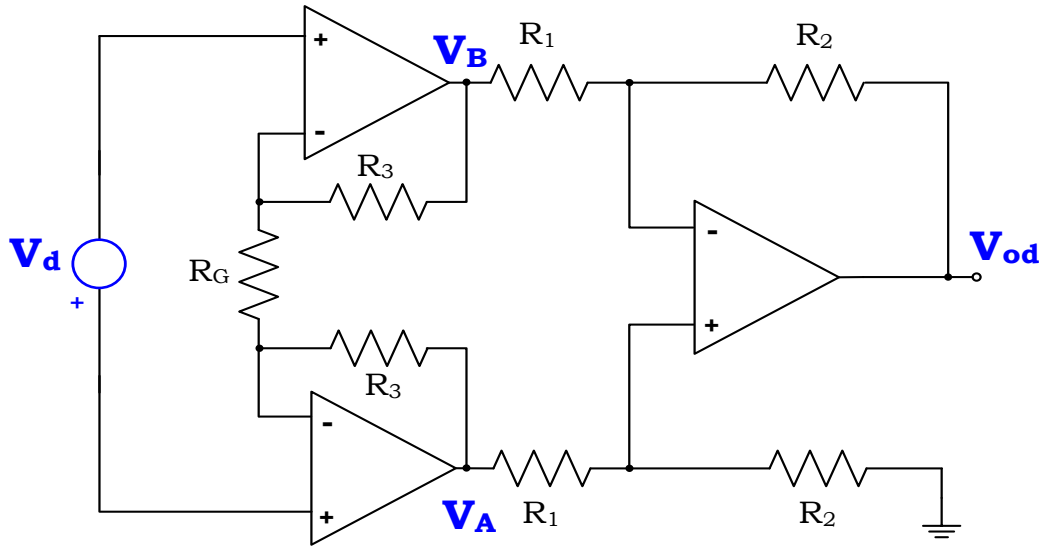 R1
R2
VB
+
-
R3
Vd
+
RG
-
+
Vod
R3
-
+
VA
R1
R2